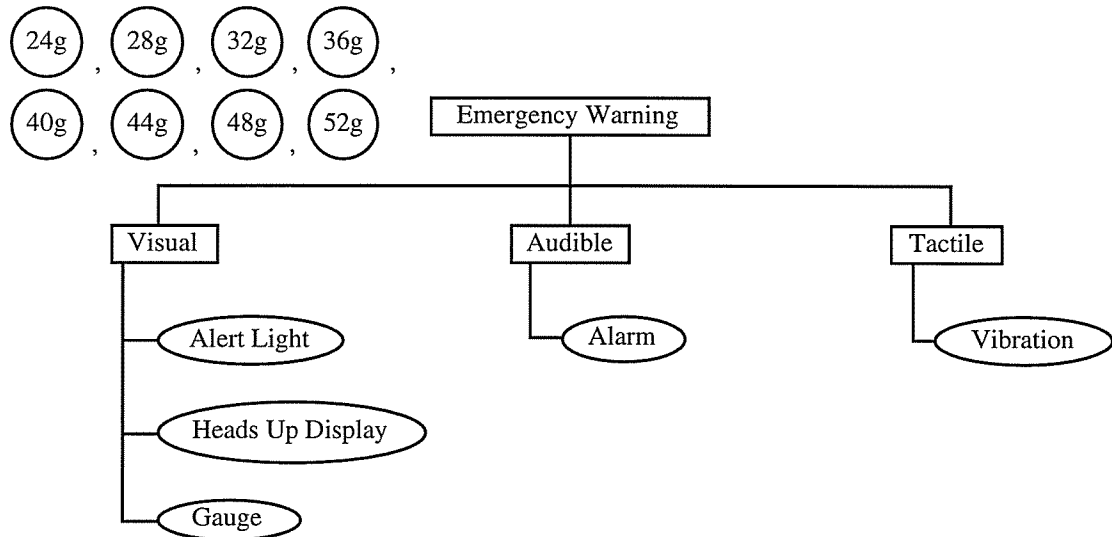 24g , 28g , 32g , 36g ,
40g , 44g , 48g , 52g
Emergency Warning
Visual Audible Tactile
Alert Light Alarm Vibration
Heads Up Display
Gauge